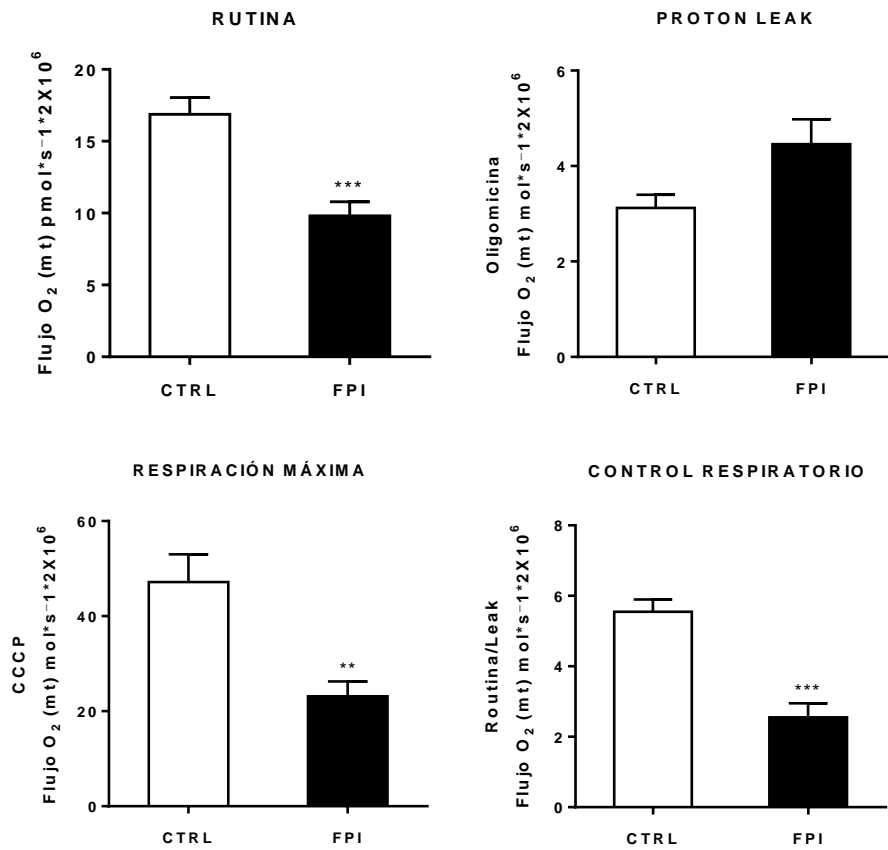 RUTINA
Flujo O2 (mt) pmol*s−1*2X10^6
20
15
10
5
0
***
CTRL
FPI
PROTON LEAK
Oligomicina
Flujo O2 (mt) mol*s−1*2X10^6
6
4
2
0
CTRL
FPI
RESPIRACIÓN MÁXIMA
CCCP
Flujo O2 (mt) mol*s−1*2X10^6
60
40
20
0
**
CTRL
FPI
CONTROL RESPIRATORIO
Routina/Leak
Flujo O2 (mt) mol*s−1*2X10^6
8
6
4
2
0
***
CTRL
FPI